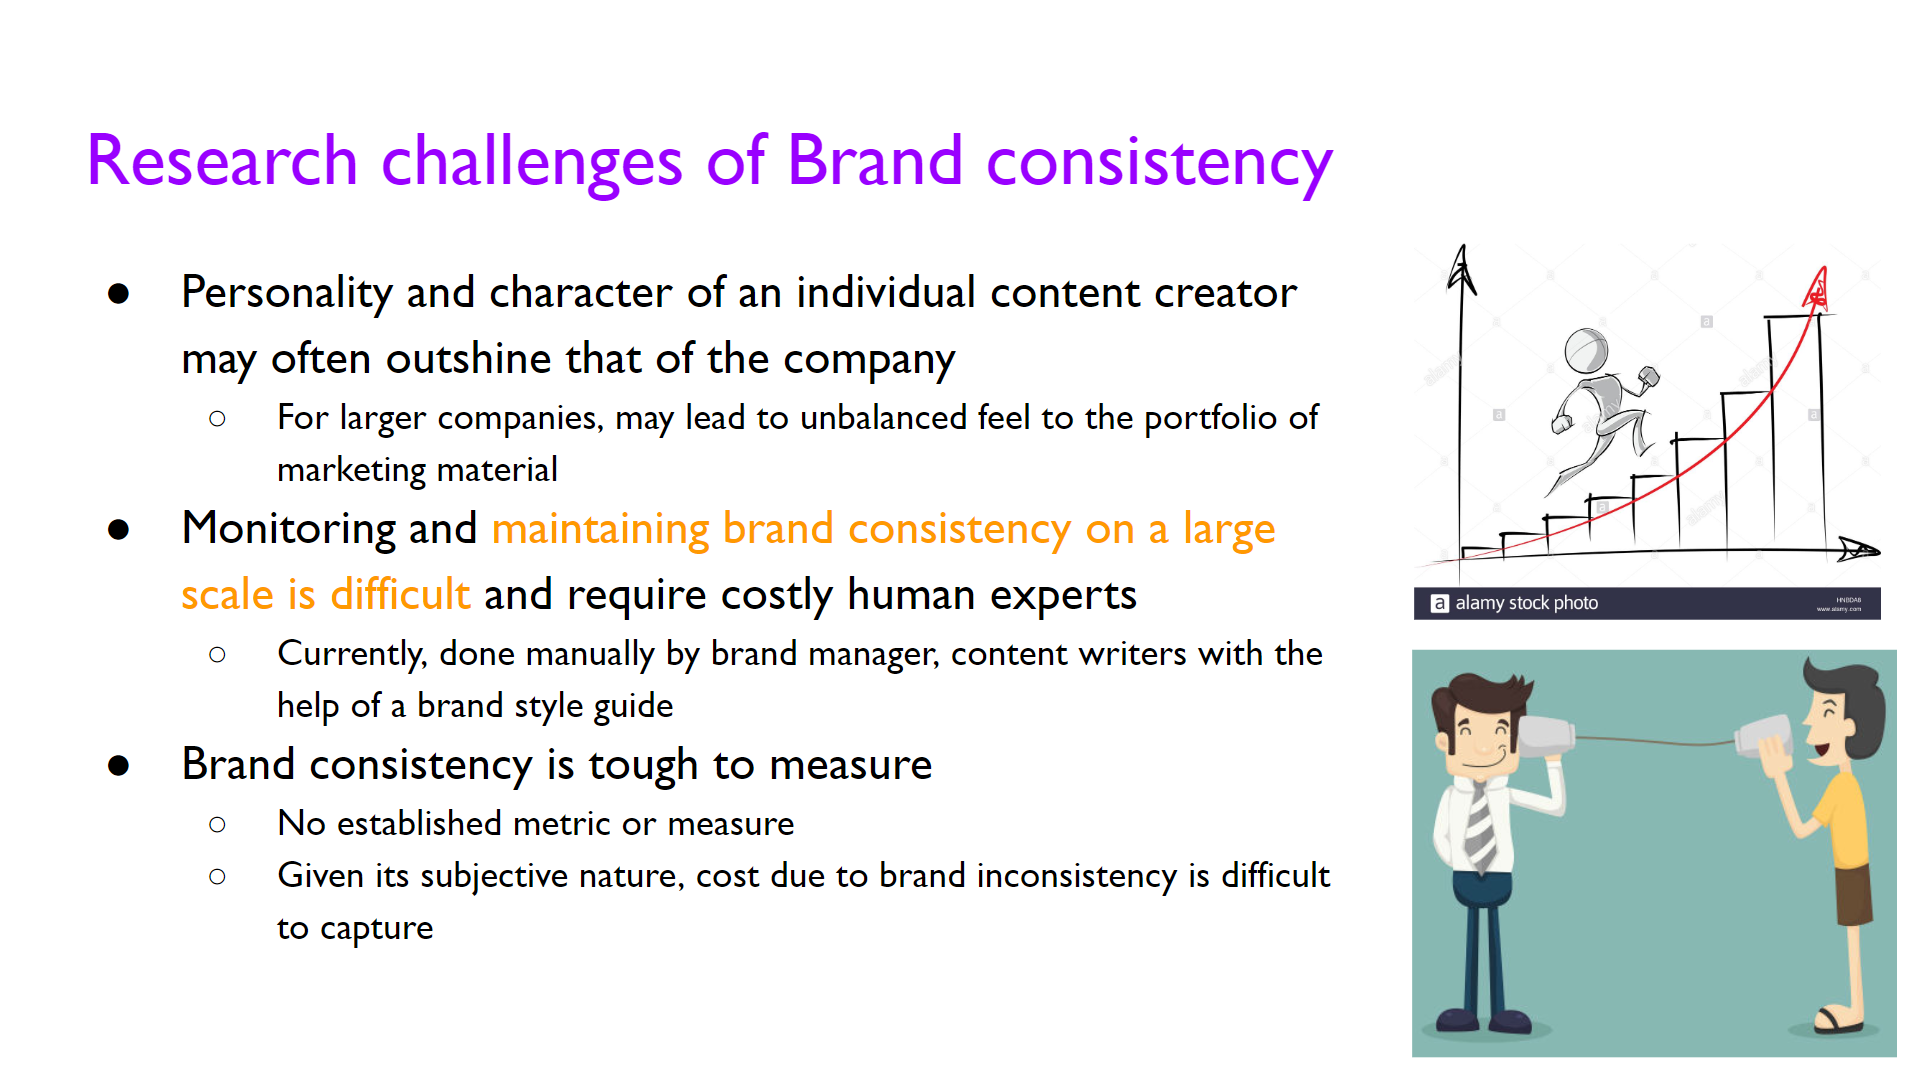 Research challenges of Brand consistency
● Personality and character of an individual content creator
may often outshine that of the company
○ For larger companies, may lead to unbalanced feel to the portfolio of
marketing material
● Monitoring and maintaining brand consistency on a large
scale is difficult and require costly human experts
○ Currently, done manually by brand manager, content writers with the
help of a brand style guide
● Brand consistency is tough to measure
○ No established metric or measure
○ Given its subjective nature, cost due to brand inconsistency is difficult
to capture
a alamy stock photo
HNBDA8
www.alamy.com